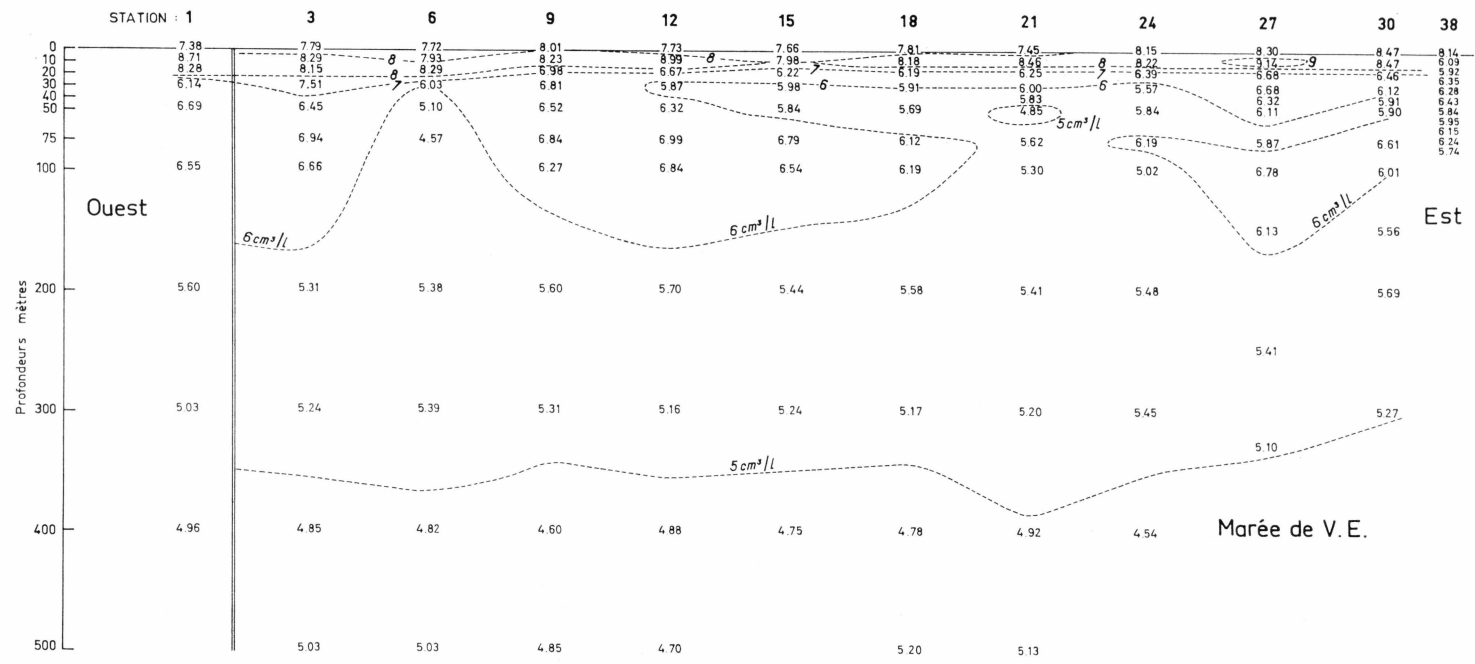 STATION : 1 3 6 9 12 15 18 21 24 27 30 38
0 7.38 7.79 7.72 8.01 7.73 7.66 7.81 7.45 8.15 8.30 8.47 8.14
10 8.71 8.29 8 7.93 8.23 8.99 8 7.98 8.18 8.46 8 8.22 9.14 9 8.47 6.09
20 8.28 8.15 8 8.29 6.98 6.67 6.22 7 6.19 6.25 7 6.39 6.68 6.46 5.92
30 6.14 7.51 7 6.03 6.81 5.87 5.98 6 5.91 6.00 6 5.57 6.68 6.12 6.35
6.28
40 5.83 6.32 5.91 6.43
50 6.69 6.45 5.10 6.52 6.32 5.84 5.69 4.85 5cm³/l 5.84 6.11 5.90 5.84
5.95
6.15
75 6.94 4.57 6.84 6.99 6.79 6.12 5.62 6.19 5.87 6.61 6.24
5.74
100 6.55 6.66 6.27 6.84 6.54 6.19 5.30 5.02 6.78 6.01
Ouest Est
6cm³/l 6cm³/l 6.13 6cm³/l 5.56
Profondeurs mètres
200 5.60 5.31 5.38 5.60 5.70 5.44 5.58 5.41 5.48 5.69
5.41
300 5.03 5.24 5.39 5.31 5.16 5.24 5.17 5.20 5.45 5.27
5.10
5cm³/l
400 4.96 4.85 4.82 4.60 4.88 4.75 4.78 4.92 4.54 Marée de V.E.
500 5.03 5.03 4.85 4.70 5.20 5.13